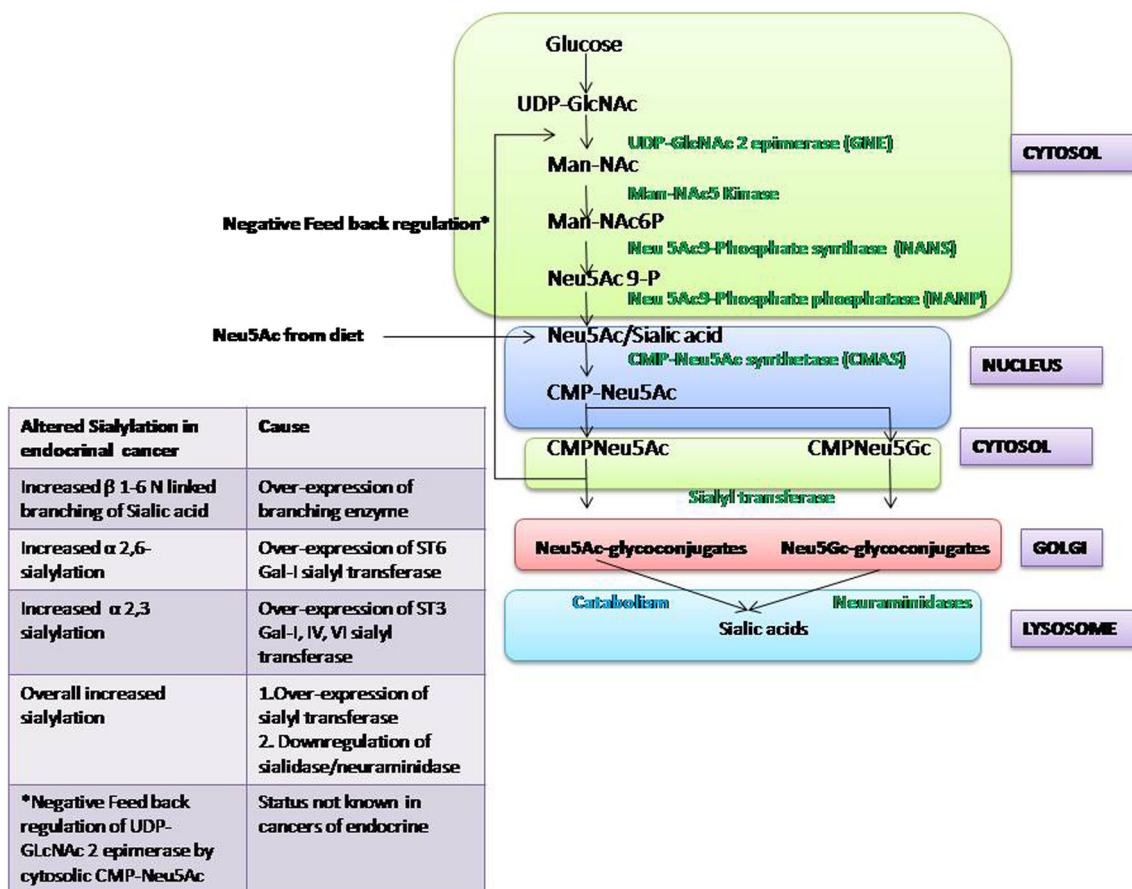 Glucose
UDP-GlcNAc
UDP-GlcNAc 2 epimerase (GNE)
CYTOSOL
Man-NAc
Man-NAc5 Kinase
Negative Feed back regulation*
Man-NAc6P
Neu 5Ac9-Phosphate synthase (NANS)
Neu5Ac 9-P
Neu 5Ac9-Phosphate phosphatase (NANP)
Neu5Ac from diet
Neu5Ac/Sialic acid
CMP-Neu5Ac synthetase (CMAS)
NUCLEUS
CMP-Neu5Ac
CMPNeu5Ac
CMPNeu5Gc
CYTOSOL
Sialyl transferase
Neu5Ac-glycoconjugates
Neu5Gc-glycoconjugates
GOLGI
Catabolism
Neuraminidases
Sialic acids
LYSOSOME
Altered Sialylation in
endocrinal cancer
Cause
Increased β 1-6 N linked
branching of Sialic acid
Over-expression of
branching enzyme
Increased α 2,6-
sialylation
Over-expression of ST6
Gal-I sialyl transferase
Increased α 2,3
sialylation
Over-expression of ST3
Gal-I, IV, VI sialyl
transferase
Overall increased
sialylation
1.Over-expression of
sialyl transferase
2. Downregulation of
sialidase/neuraminidase
*Negative Feed back
regulation of UDP-
GLcNAc 2 epimerase by
cytosolic CMP-Neu5Ac
Status not known in
cancers of endocrine